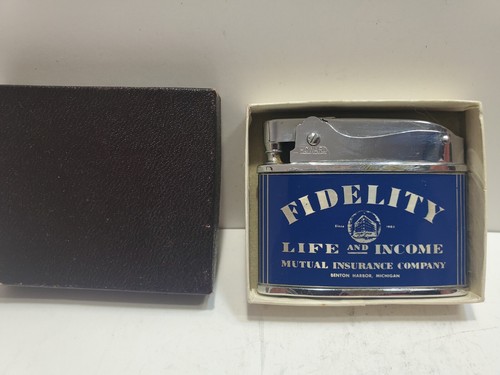 FIDELITY
LIFE AND INCOME
MUTUAL INSURANCE COMPANY
BENTON HARBOR, MICHIGAN